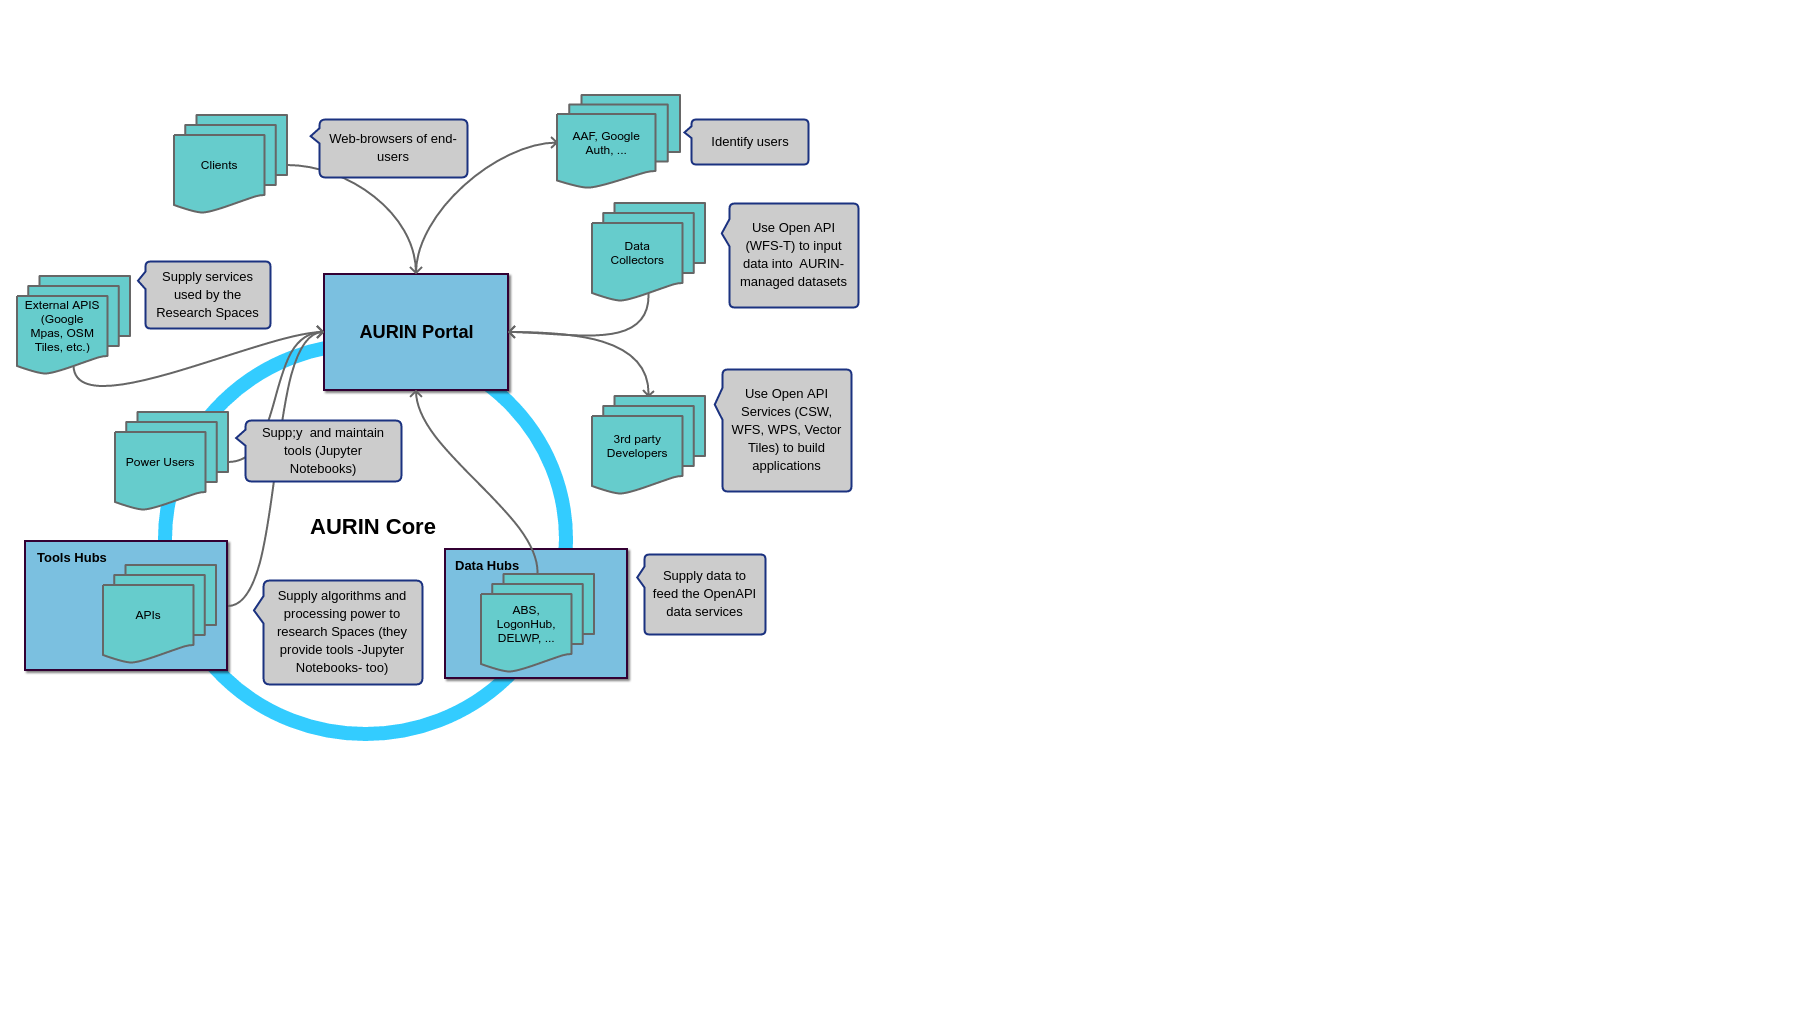 AAF, Google
Auth, ...
Identify users
Web-browsers of end-
users
Clients
Use Open API
(WFS-T) to input
data into  AURIN-
managed datasets
Data
Collectors
Supply services
used by the
Research Spaces
External APIS
(Google
Mpas, OSM
Tiles, etc.)
AURIN Portal
Use Open API
Services (CSW,
WFS, WPS, Vector
Tiles) to build
applications
3rd party
Developers
Supp;y  and maintain
tools (Jupyter
Notebooks)
Power Users
AURIN Core
Tools Hubs
APIs
Supply algorithms and
processing power to
research Spaces (they
provide tools -Jupyter
Notebooks- too)
Data Hubs
ABS,
LogonHub,
DELWP, ...
Supply data to
feed the OpenAPI
data services